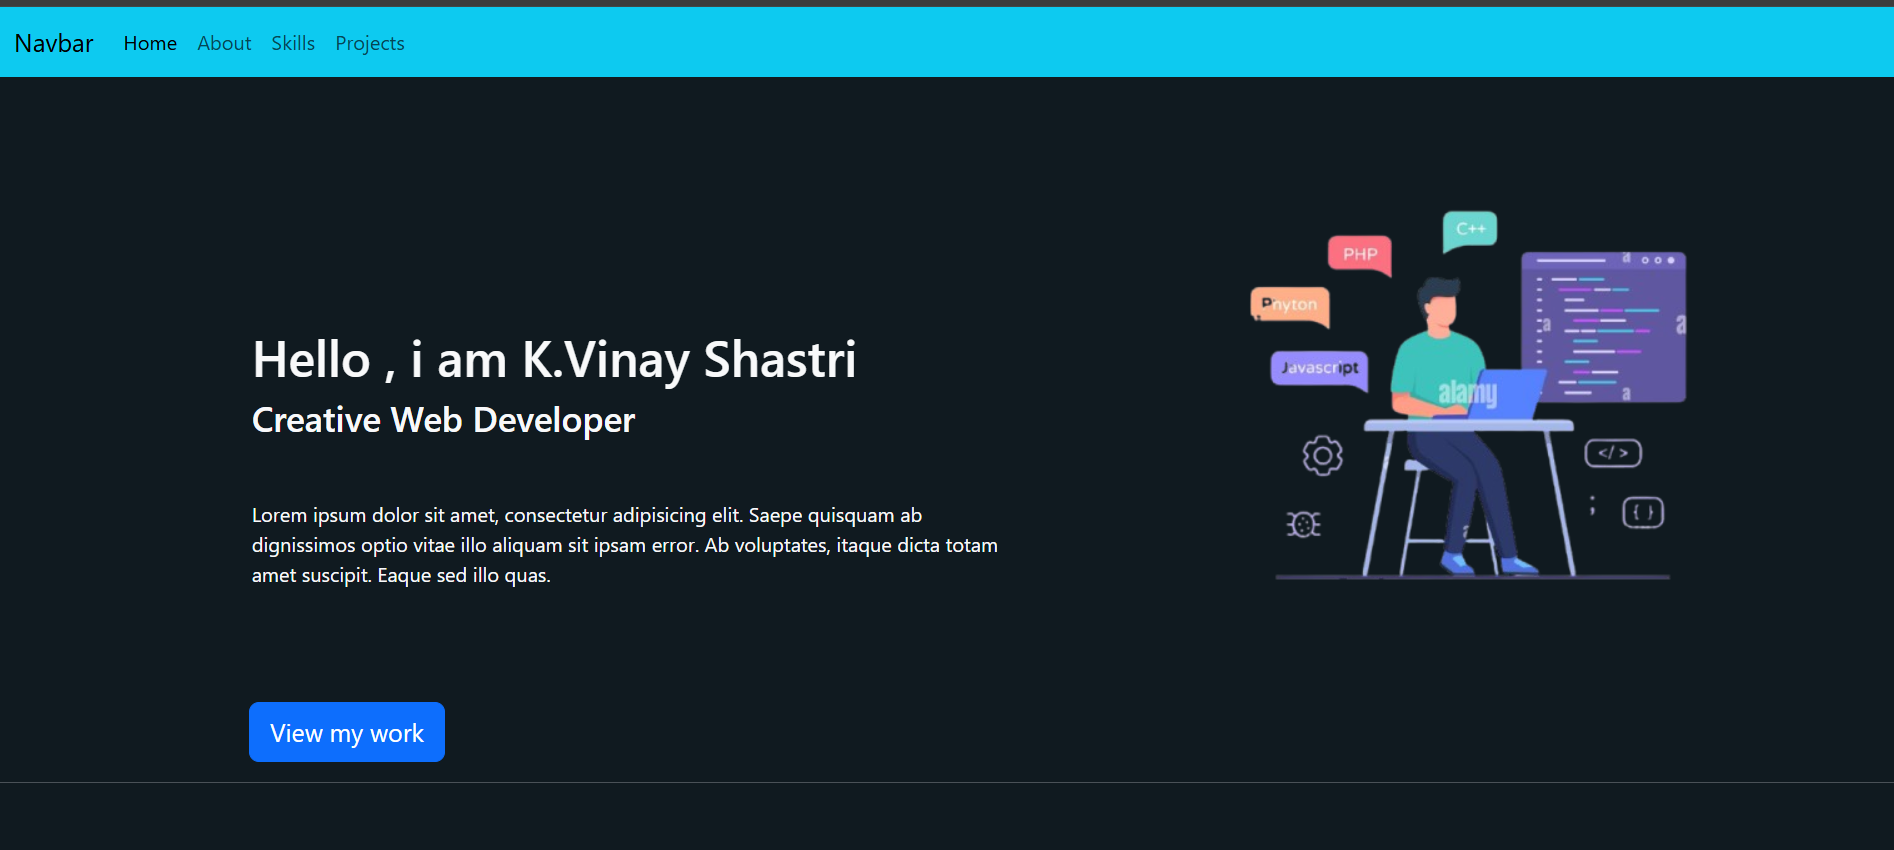 Navbar Home About Skills Projects
C++
PHP
Phyton
Javascript
alamy
a
a
a
a
</>
;
{ }
Hello , i am K.Vinay Shastri
Creative Web Developer
Lorem ipsum dolor sit amet, consectetur adipisicing elit. Saepe quisquam ab
dignissimos optio vitae illo aliquam sit ipsam error. Ab voluptates, itaque dicta totam
amet suscipit. Eaque sed illo quas.
View my work